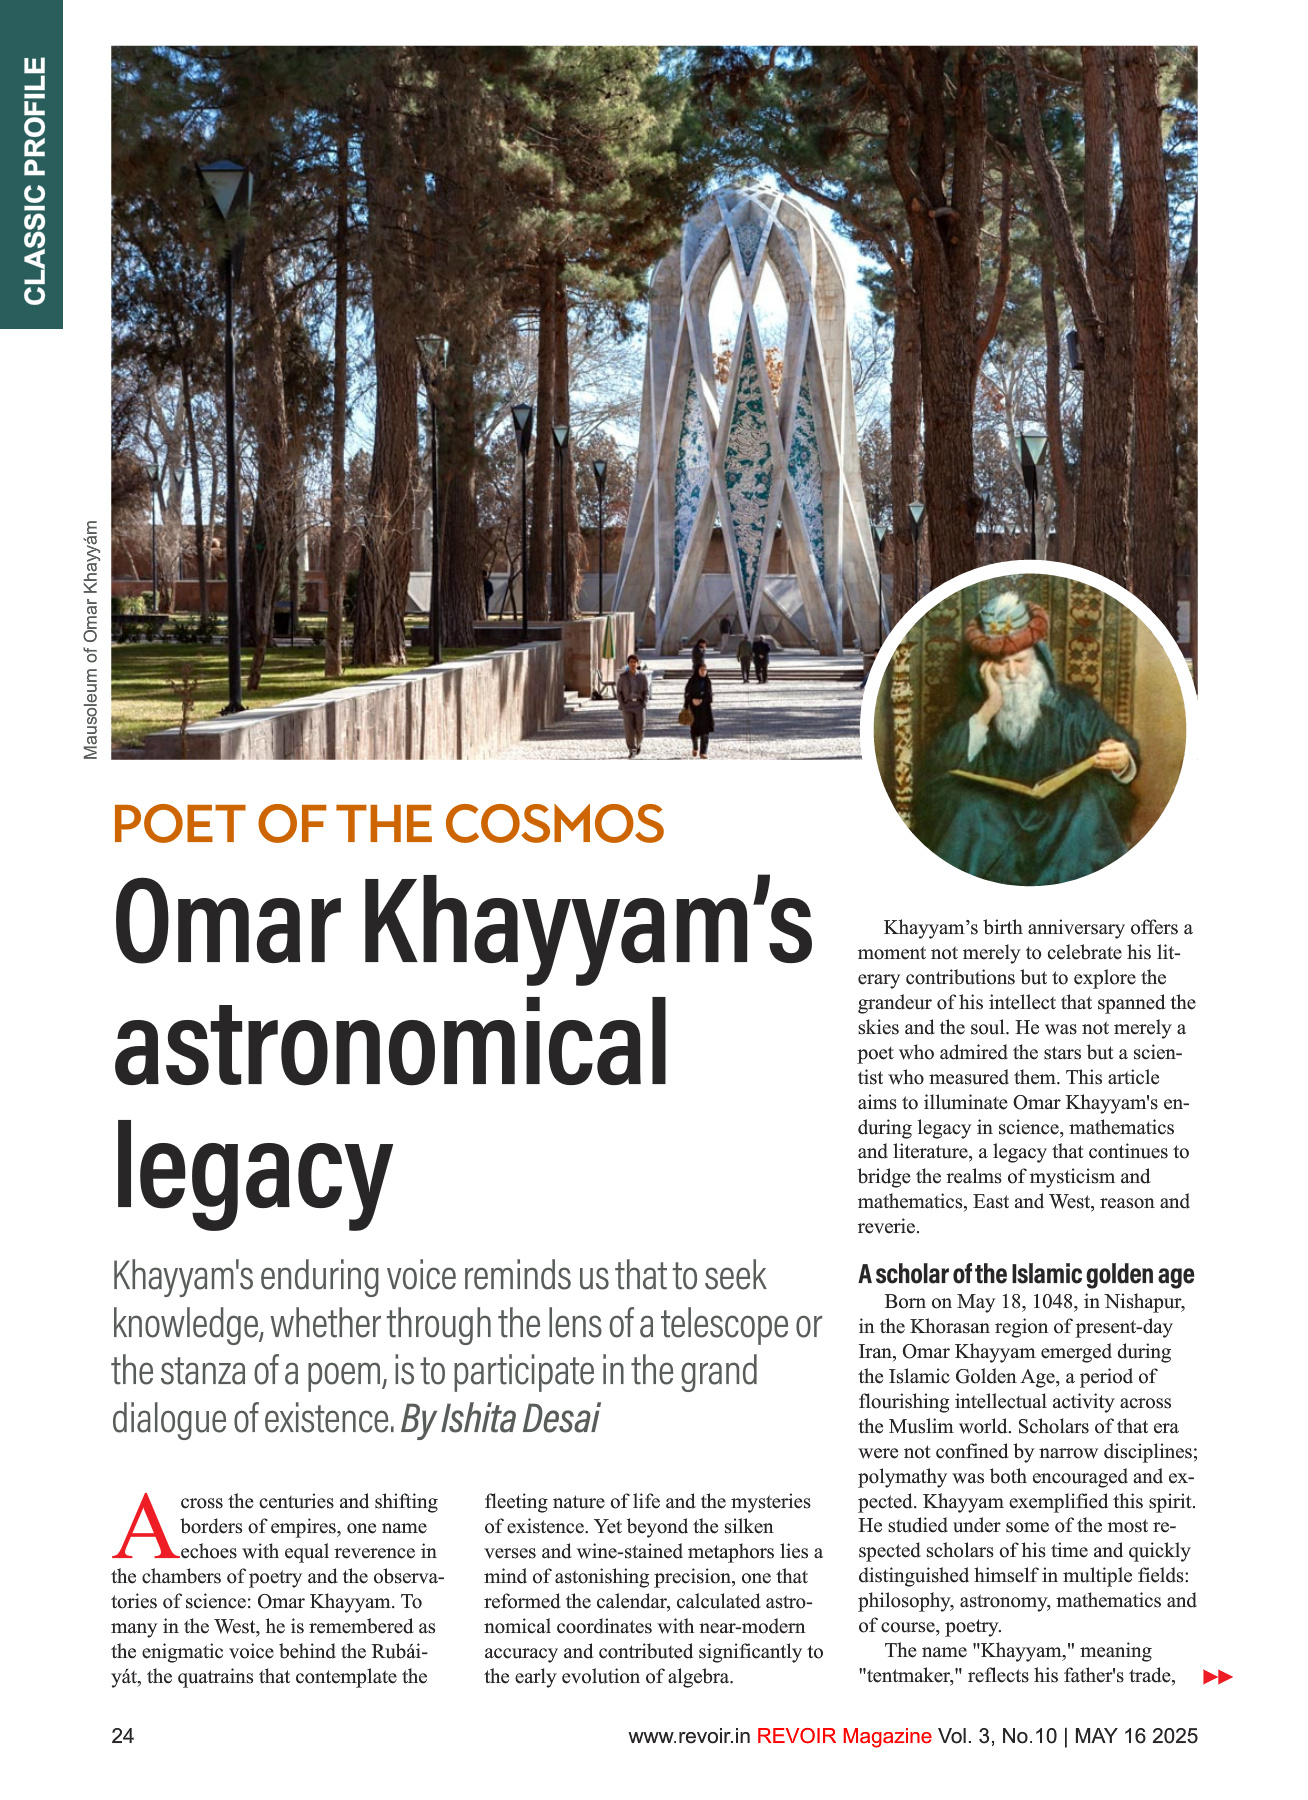 CLASSIC PROFILE
Mausoleum of Omar Khayyám
POET OF THE COSMOS
Omar Khayyam’s
astronomical
legacy
Khayyam's enduring voice reminds us that to seek
knowledge, whether through the lens of a telescope or
the stanza of a poem, is to participate in the grand
dialogue of existence. By Ishita Desai
Across the centuries and shifting
borders of empires, one name
echoes with equal reverence in
the chambers of poetry and the observa-
tories of science: Omar Khayyam. To
many in the West, he is remembered as
the enigmatic voice behind the Rubái-
yát, the quatrains that contemplate the
fleeting nature of life and the mysteries
of existence. Yet beyond the silken
verses and wine-stained metaphors lies a
mind of astonishing precision, one that
reformed the calendar, calculated astro-
nomical coordinates with near-modern
accuracy and contributed significantly to
the early evolution of algebra.
Khayyam’s birth anniversary offers a
moment not merely to celebrate his lit-
erary contributions but to explore the
grandeur of his intellect that spanned the
skies and the soul. He was not merely a
poet who admired the stars but a scien-
tist who measured them. This article
aims to illuminate Omar Khayyam's en-
during legacy in science, mathematics
and literature, a legacy that continues to
bridge the realms of mysticism and
mathematics, East and West, reason and
reverie.
A scholar of the Islamic golden age
Born on May 18, 1048, in Nishapur,
in the Khorasan region of present-day
Iran, Omar Khayyam emerged during
the Islamic Golden Age, a period of
flourishing intellectual activity across
the Muslim world. Scholars of that era
were not confined by narrow disciplines;
polymathy was both encouraged and ex-
pected. Khayyam exemplified this spirit.
He studied under some of the most re-
spected scholars of his time and quickly
distinguished himself in multiple fields:
philosophy, astronomy, mathematics and
of course, poetry.
The name "Khayyam," meaning
"tentmaker," reflects his father's trade,
24
www.revoir.in REVOIR Magazine Vol. 3, No.10 | MAY 16 2025